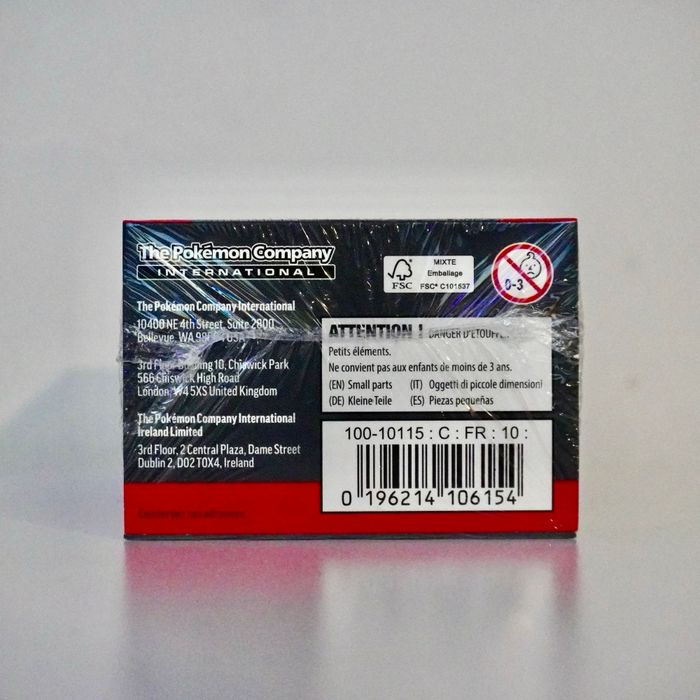 The Pokémon Company
INTERNATIONAL
The Pokémon Company International
10400 NE 4th Street, Suite 2800
Bellevue, WA
3rd Floor Building 10, Chiswick Park
566 Chiswick High Road
London, W4 5XS United Kingdom
The Pokémon Company International
Ireland Limited
3rd Floor, 2 Central Plaza, Dame Street
Dublin 2, D02 T0X4, Ireland
FSC
MIXTE
Emballage
FSC® C101537
0-3
ATTENTION ! DANGER
Petits éléments.
Ne convient pas aux enfants de moins de 3 ans.
(EN) Small parts (IT) Oggetti di piccole dimensioni
(DE) Kleine Teile (ES) Piezas pequeñas
100-10115 : C : FR : 10 :
0 196214 106154